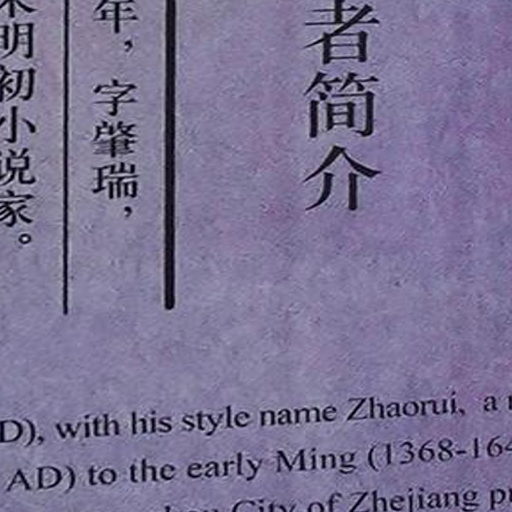 者简介
年，字肇瑞，
末明初小说家。
D), with his style name Zhaorui, a
AD) to the early Ming (1368-164
City of Zhejiang